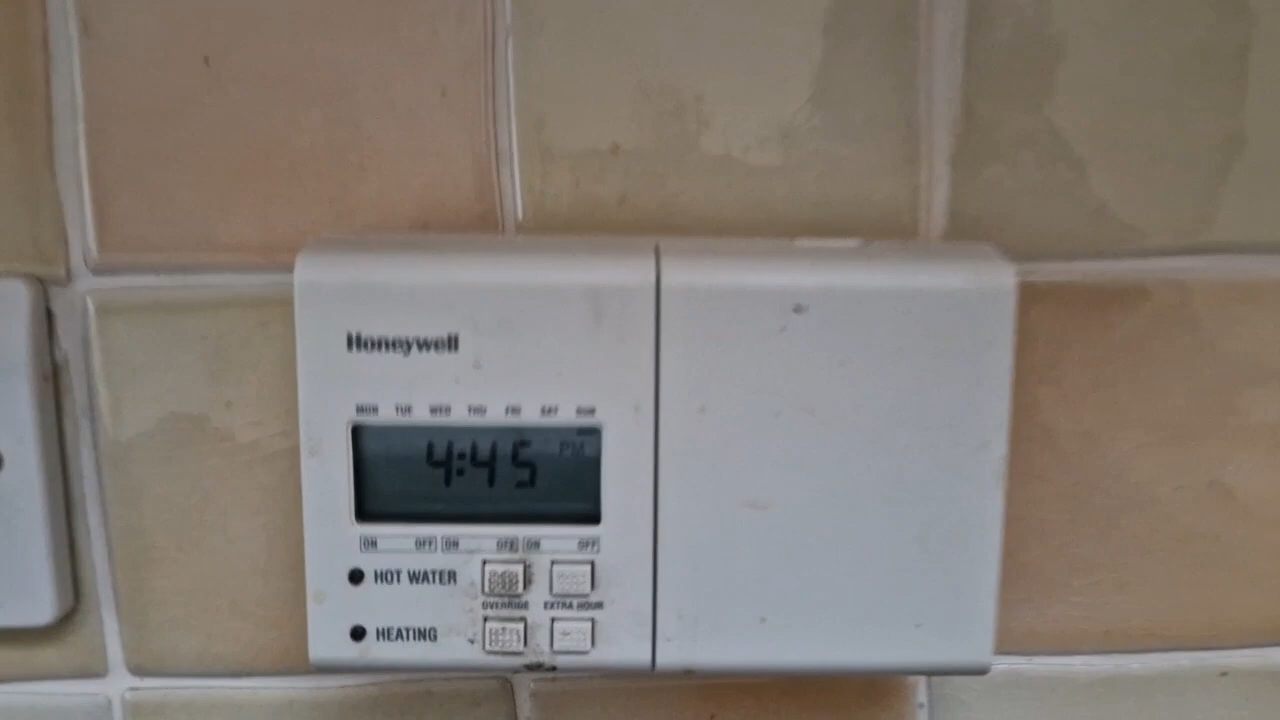 Honeywell
MON TUE WED THU FRI SAT SUN
4:45 PM
ON OFF ON OFF ON OFF
HOT WATER
OVERRIDE EXTRA HOUR
HEATING